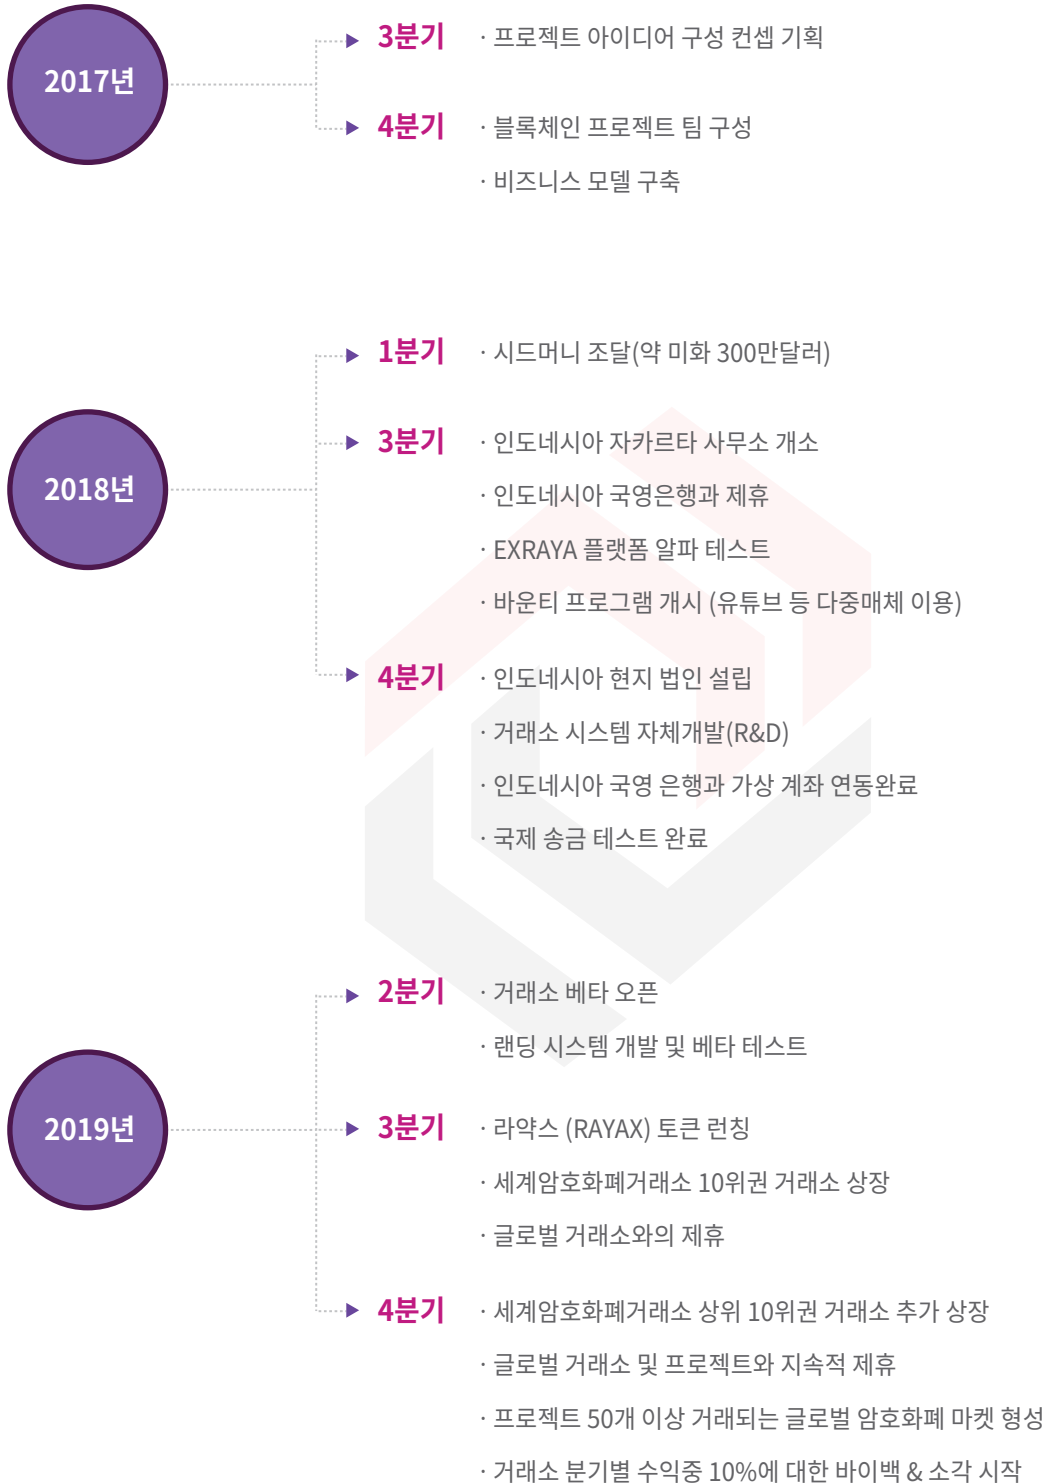 2017년
3분기 · 프로젝트 아이디어 구성 컨셉 기획
4분기 · 블록체인 프로젝트 팀 구성
· 비즈니스 모델 구축
2018년
1분기 · 시드머니 조달(약 미화 300만달러)
3분기 · 인도네시아 자카르타 사무소 개소
· 인도네시아 국영은행과 제휴
· EXRAYA 플랫폼 알파 테스트
· 바운티 프로그램 개시 (유튜브 등 다중매체 이용)
4분기 · 인도네시아 현지 법인 설립
· 거래소 시스템 자체개발(R&D)
· 인도네시아 국영 은행과 가상 계좌 연동완료
· 국제 송금 테스트 완료
2019년
2분기 · 거래소 베타 오픈
· 랜딩 시스템 개발 및 베타 테스트
3분기 · 라약스 (RAYAX) 토큰 런칭
· 세계암호화폐거래소 10위권 거래소 상장
· 글로벌 거래소와의 제휴
4분기 · 세계암호화폐거래소 상위 10위권 거래소 추가 상장
· 글로벌 거래소 및 프로젝트와 지속적 제휴
· 프로젝트 50개 이상 거래되는 글로벌 암호화폐 마켓 형성
· 거래소 분기별 수익중 10%에 대한 바이백 & 소각 시작